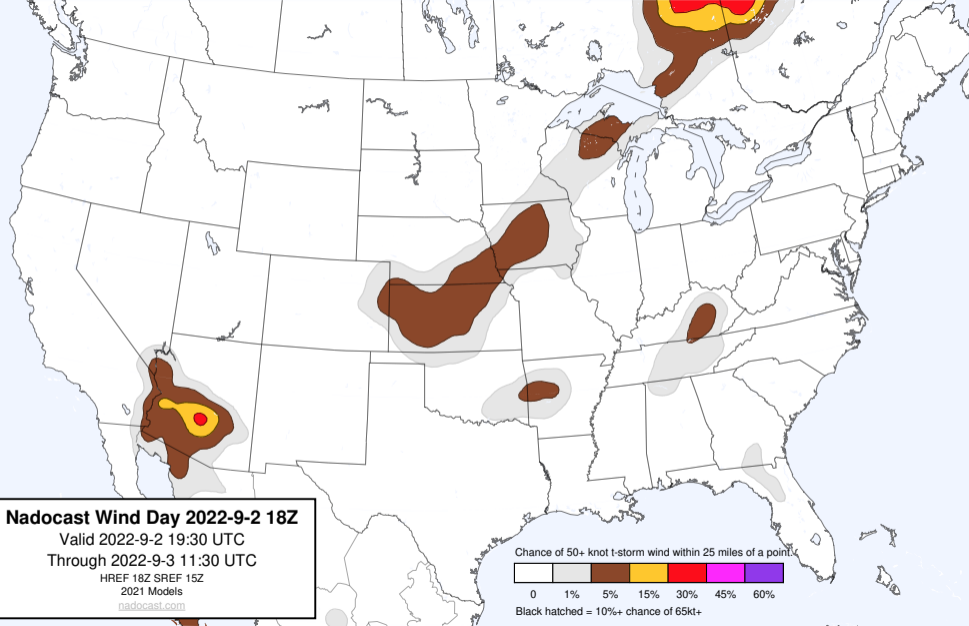 Nadocast Wind Day 2022-9-2 18Z
Valid 2022-9-2 19:30 UTC
Through 2022-9-3 11:30 UTC
HREF 18Z SREF 15Z
2021 Models
nadocast.com
Chance of 50+ knot t-storm wind within 25 miles of a point.
0 1% 5% 15% 30% 45% 60%
Black hatched = 10%+ chance of 65kt+